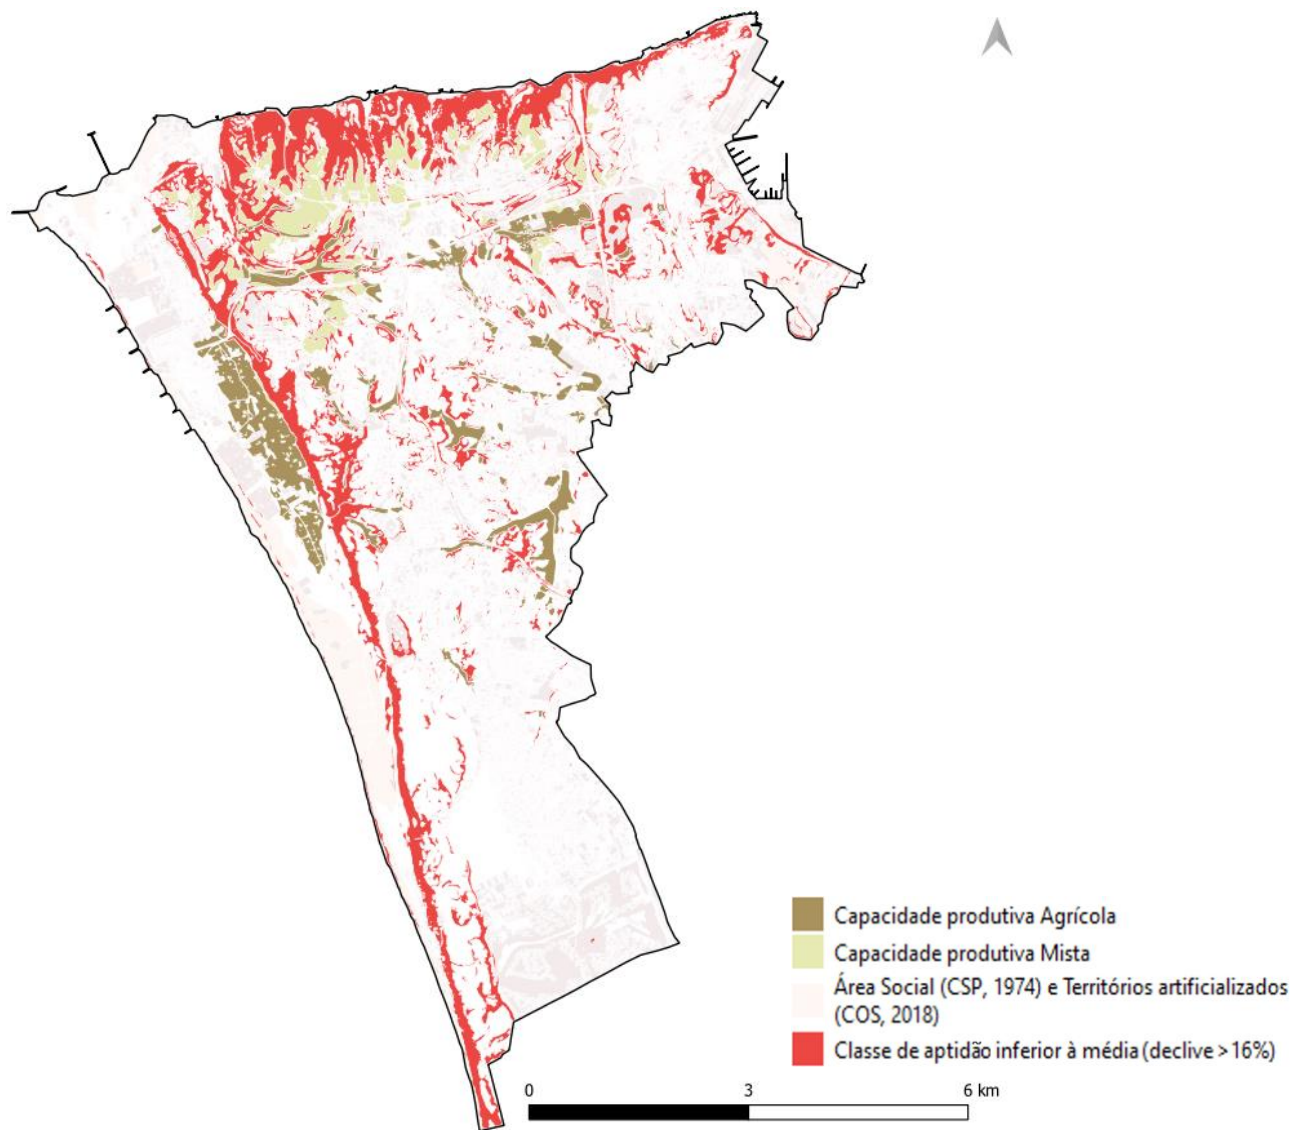 Capacidade produtiva Agrícola
Capacidade produtiva Mista
Área Social (CSP, 1974) e Territórios artificializados
(COS, 2018)
Classe de aptidão inferior à média (declive >16%)
0 3 6 km